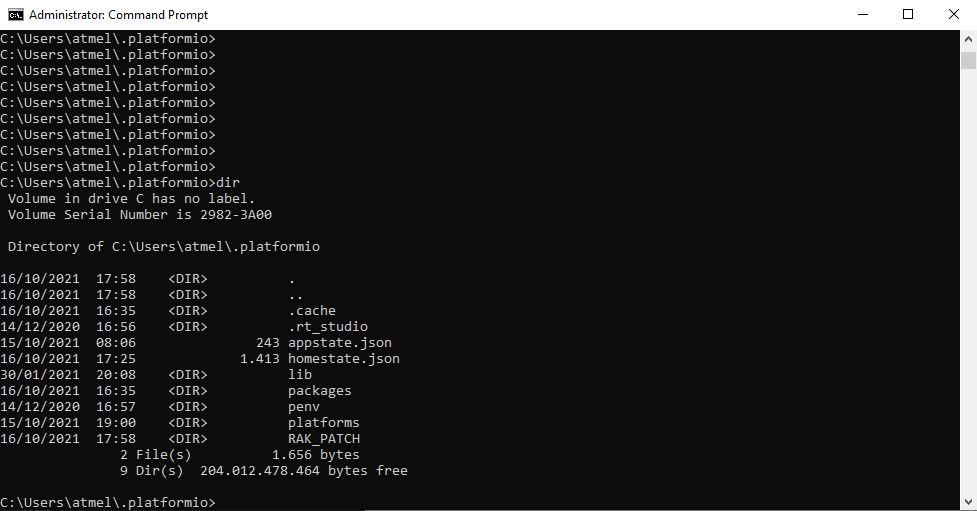 Administrator: Command Prompt
C:\Users\atmel\.platformio>
C:\Users\atmel\.platformio>
C:\Users\atmel\.platformio>
C:\Users\atmel\.platformio>
C:\Users\atmel\.platformio>
C:\Users\atmel\.platformio>
C:\Users\atmel\.platformio>
C:\Users\atmel\.platformio>
C:\Users\atmel\.platformio>
C:\Users\atmel\.platformio>dir
 Volume in drive C has no label.
 Volume Serial Number is 2982-3A00
 Directory of C:\Users\atmel\.platformio
16/10/2021  17:58    <DIR>          .
16/10/2021  17:58    <DIR>          ..
16/10/2021  16:35    <DIR>          .cache
14/12/2020  16:56    <DIR>          .rt_studio
15/10/2021  08:06               243 appstate.json
16/10/2021  17:25             1.413 homestate.json
30/01/2021  20:08    <DIR>          lib
16/10/2021  16:35    <DIR>          packages
14/12/2020  16:57    <DIR>          penv
15/10/2021  19:00    <DIR>          platforms
16/10/2021  17:58    <DIR>          RAK_PATCH
               2 File(s)          1.656 bytes
               9 Dir(s)  204.012.478.464 bytes free
C:\Users\atmel\.platformio>